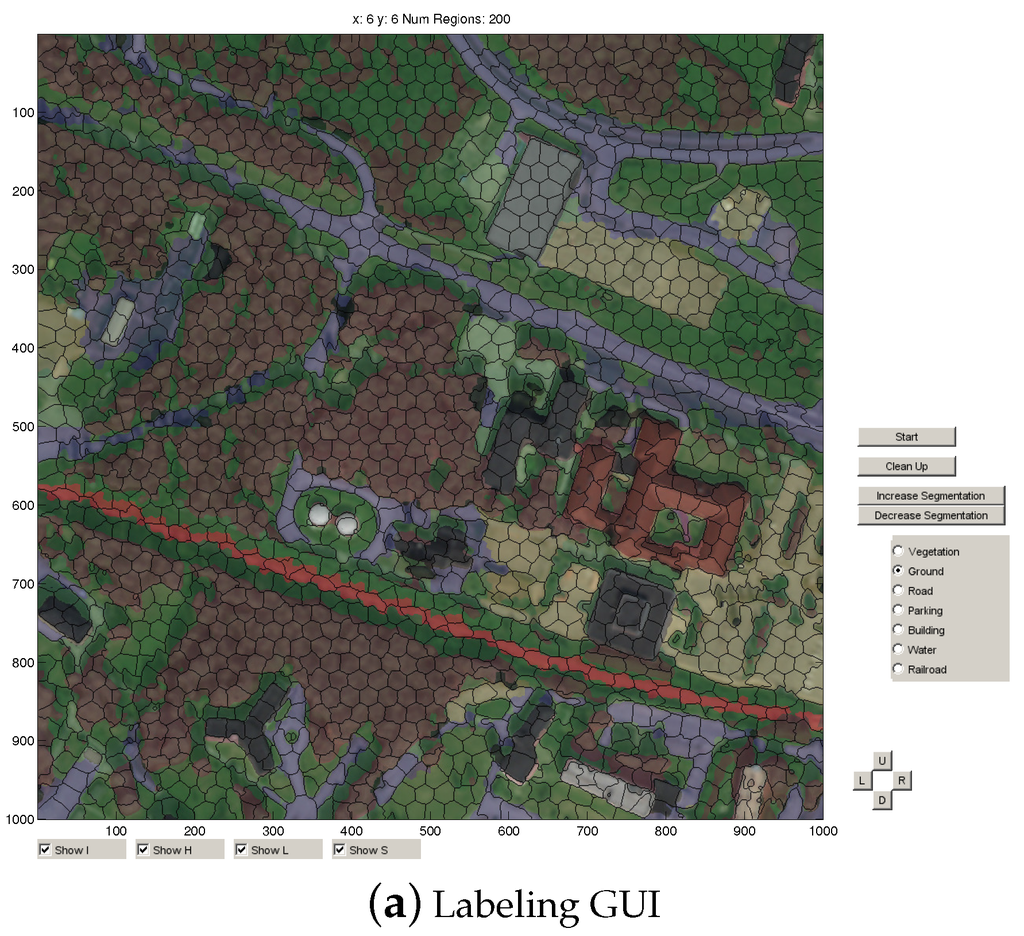 x: 6 y: 6 Num Regions: 200
100
200
300
400
500
600
700
800
900
1000
100 200 300 400 500 600 700 800 900 1000
Start
Clean Up
Increase Segmentation
Decrease Segmentation
Vegetation
Ground
Road
Parking
Building
Water
Railroad
U
L R
D
Show I Show H Show L Show S
(a) Labeling GUI